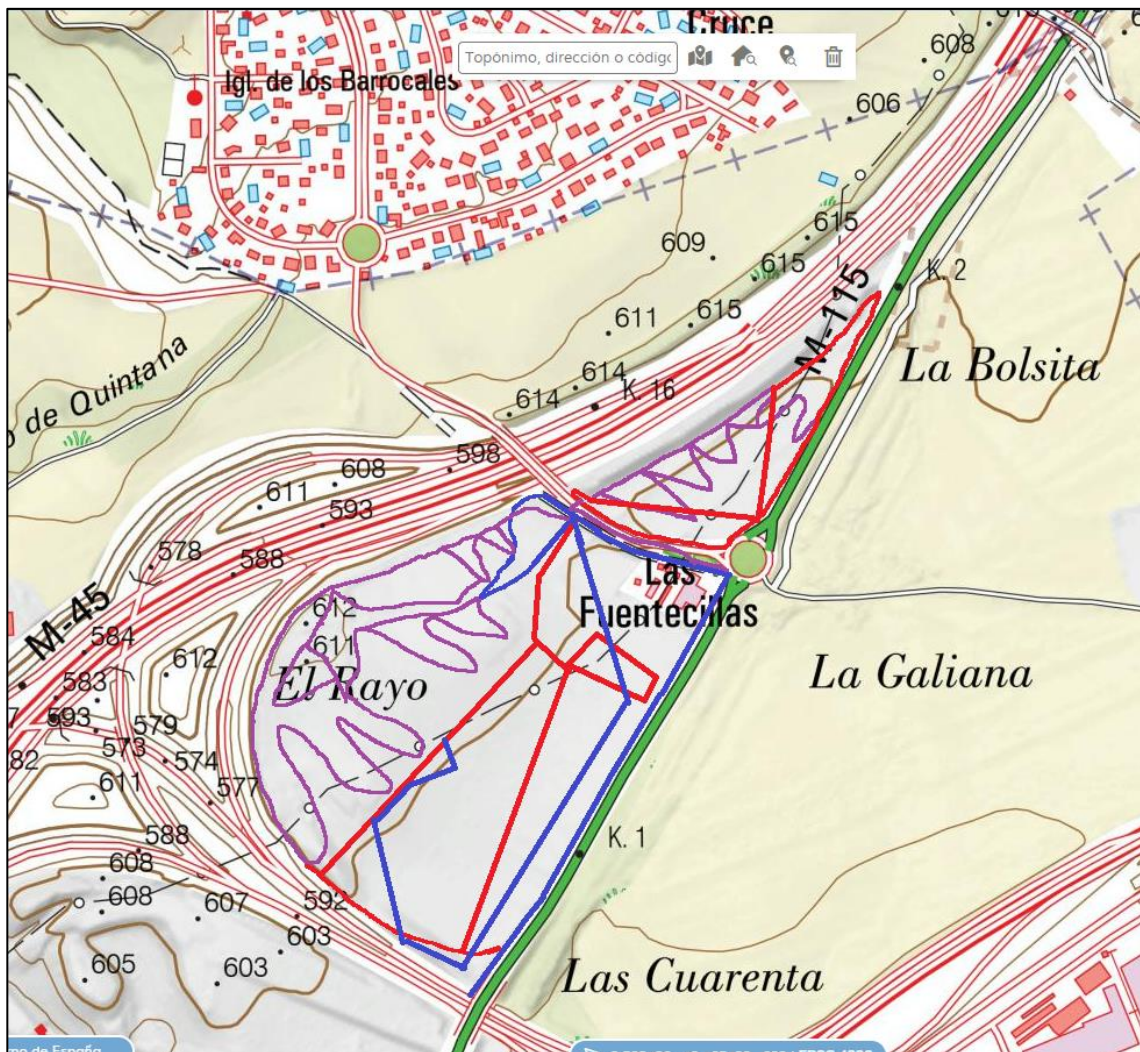 Cruce
Topónimo, dirección o códig
608
Igl. de los Barrocales
606
615
609
615
K. 2
M-115
611
615
La Bolsita
614
K. 16
614
o de Quintana
598
608
611
593
578
588
Las
Fuentecillas
612
M-45
584
611
612
El Rayo
La Galiana
583
593
579
573
574
82
577
611
K. 1
588
608
608
592
607
603
605
603
Las Cuarenta